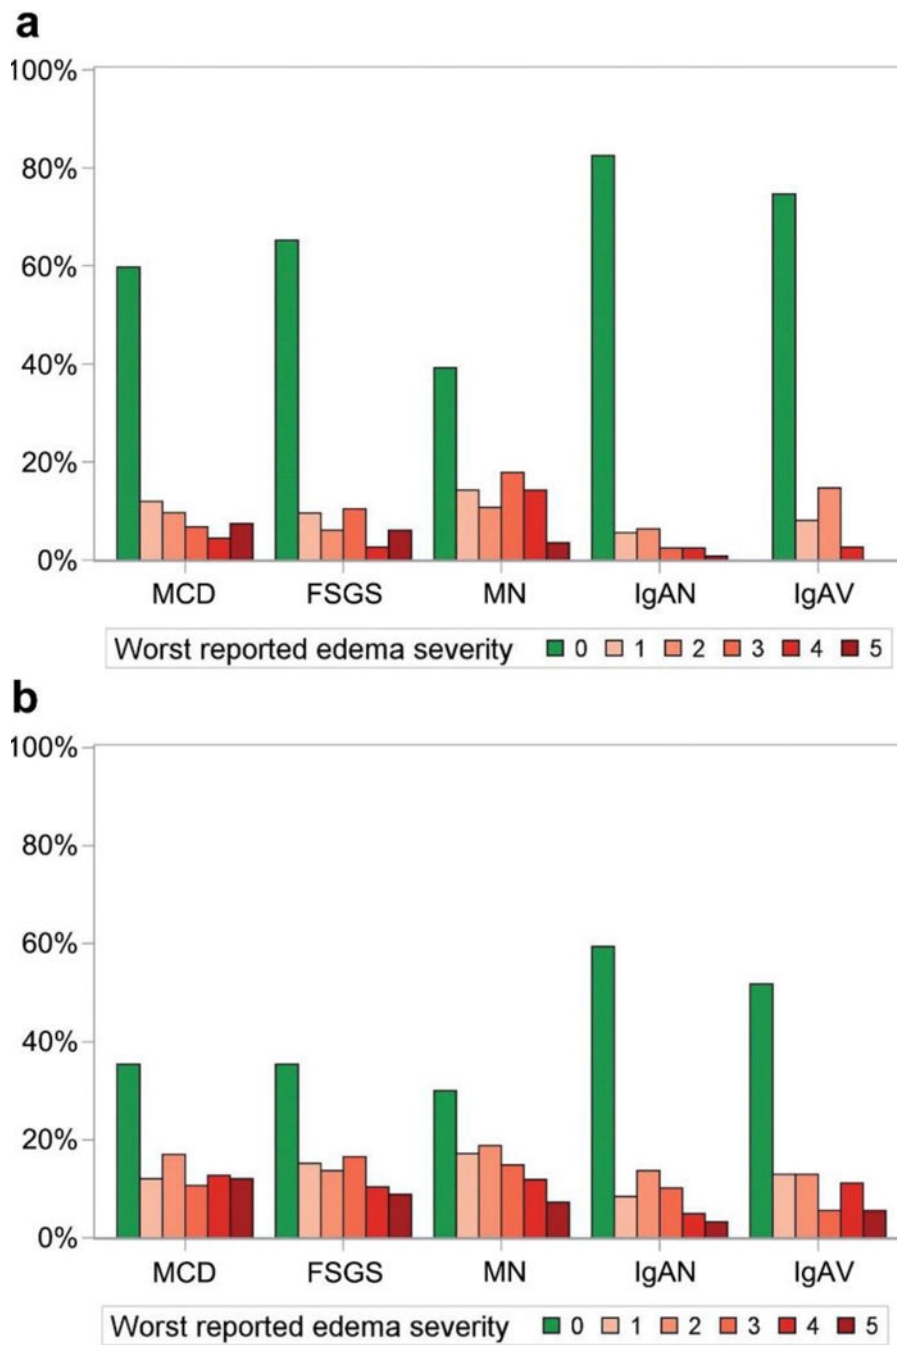 a
100%
80%
60%
40%
20%
0%
MCD FSGS MN IgAN IgAV
Worst reported edema severity 0 1 2 3 4 5
b
100%
80%
60%
40%
20%
0%
MCD FSGS MN IgAN IgAV
Worst reported edema severity 0 1 2 3 4 5